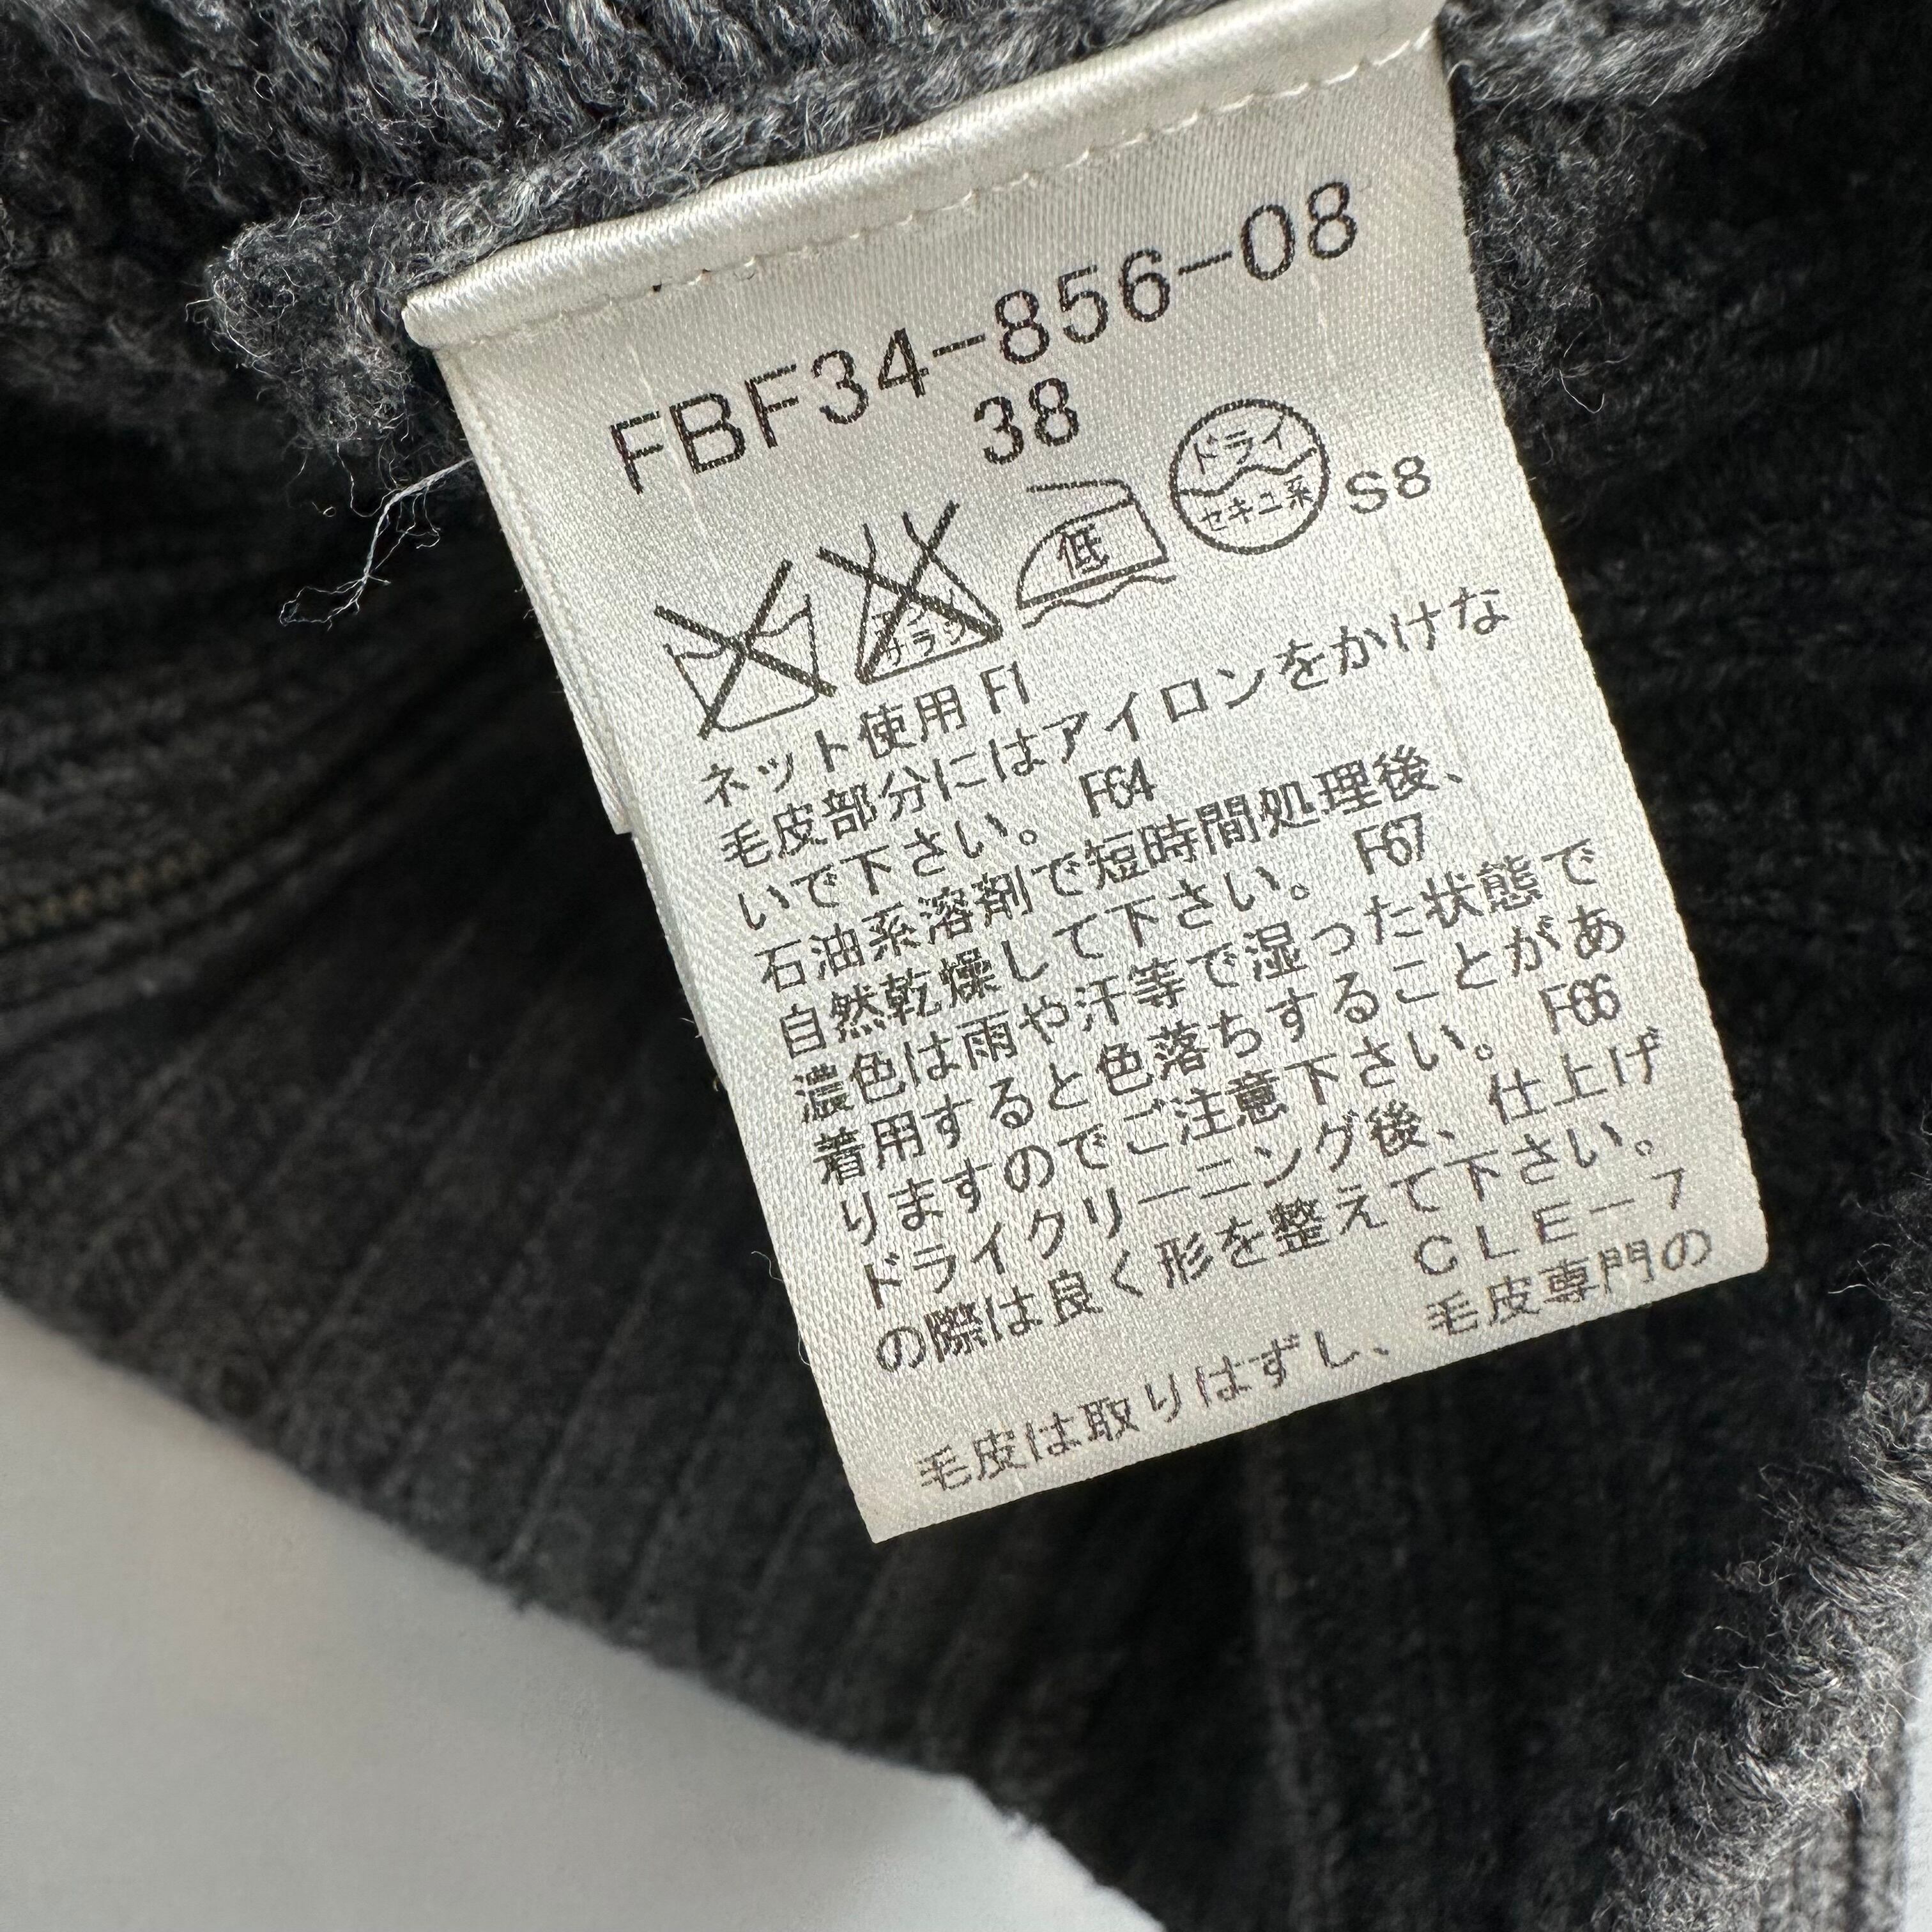 FBF34-856-08
38
低
ドライ
セキユ系
S8
ネット使用 F1
毛皮部分にはアイロンをかけな
いで下さい。 F64
石油系溶剤で短時間処理後、
自然乾燥して下さい。 F67
濃色は雨や汗等で湿った状態で
着用すると色落ちすることがあ
りますのでご注意下さい。 F66
ドライクリーニング後、仕上げ
の際は良く形を整えて下さい。
CLE-7
毛皮は取りはずし、毛皮専門の